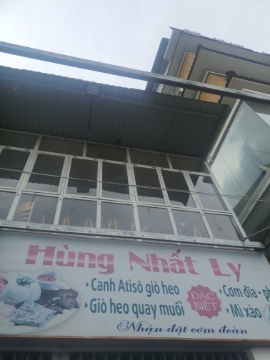 Hùng Nhất Ly
• Canh Atisô giò heo
• Giò heo quay muối
ĐẶC BIỆT
• Cơm đĩa -
• Mì xào
Nhận đặt cơm đoàn